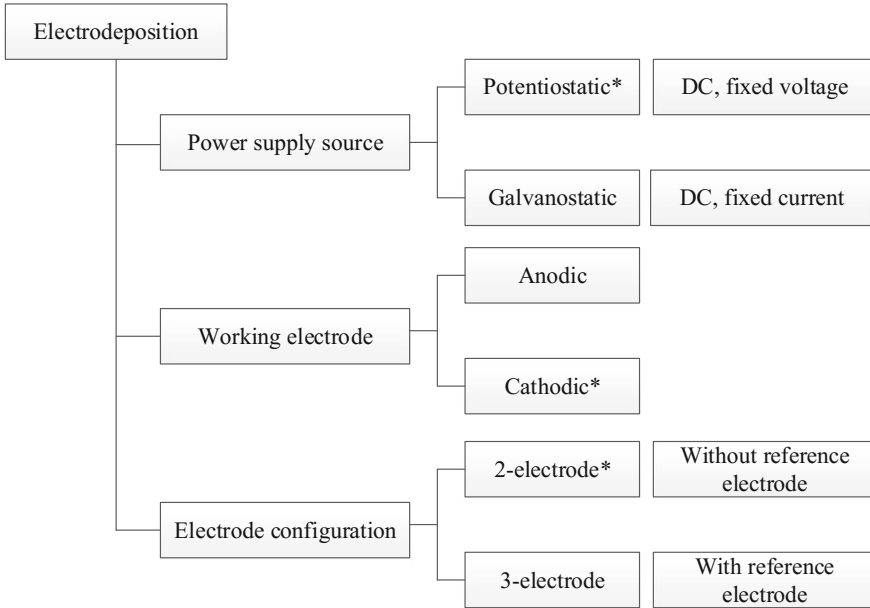 Electrodeposition
Power supply source
Potentiostatic*
DC, fixed voltage
Galvanostatic
DC, fixed current
Working electrode
Anodic
Cathodic*
Electrode configuration
2-electrode*
Without reference
electrode
3-electrode
With reference
electrode